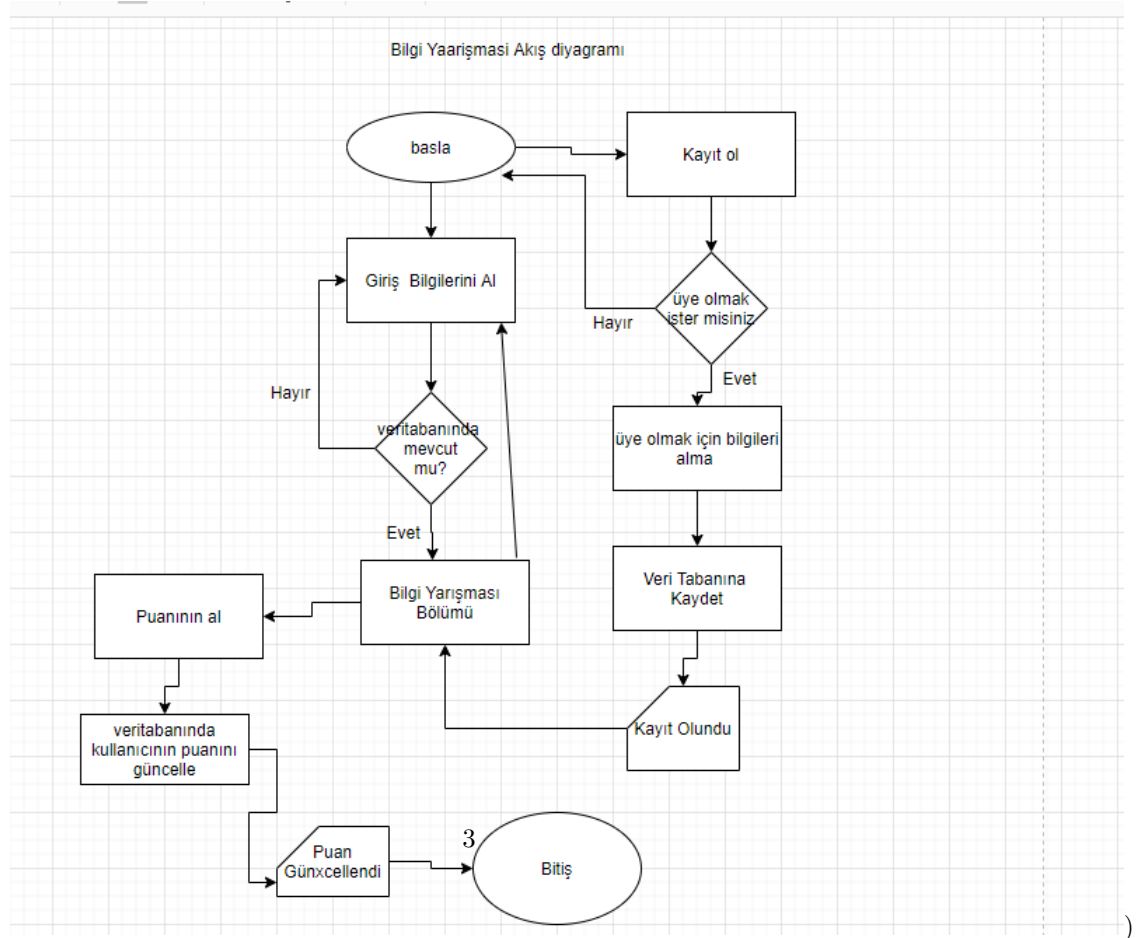 Bilgi Yaarişmasi Akış diyagramı
basla
Kayıt ol
Giriş Bilgilerini Al
üye olmak
ister misiniz
Hayır
Evet
Hayır
veritabanında
mevcut
mu?
üye olmak için bilgileri
alma
Evet
Bilgi Yarışması
Bölümü
Veri Tabanına
Kaydet
Puanının al
Kayıt Olundu
veritabanında
kullanıcının puanını
güncelle
3
Puan
Günxcellendi
Bitiş
)